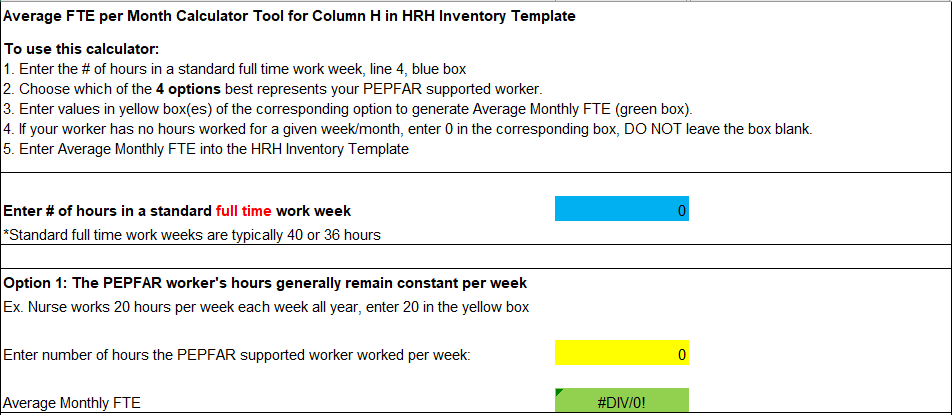 Average FTE per Month Calculator Tool for Column H in HRH Inventory Template
To use this calculator:
1. Enter the # of hours in a standard full time work week, line 4, blue box
2. Choose which of the 4 options best represents your PEPFAR supported worker.
3. Enter values in yellow box(es) of the corresponding option to generate Average Monthly FTE (green box).
4. If your worker has no hours worked for a given week/month, enter 0 in the corresponding box, DO NOT leave the box blank.
5. Enter Average Monthly FTE into the HRH Inventory Template
Enter # of hours in a standard full time work week 0
*Standard full time work weeks are typically 40 or 36 hours
Option 1: The PEPFAR worker's hours generally remain constant per week
Ex. Nurse works 20 hours per week each week all year, enter 20 in the yellow box
Enter number of hours the PEPFAR supported worker worked per week: 0
Average Monthly FTE #DIV/0!